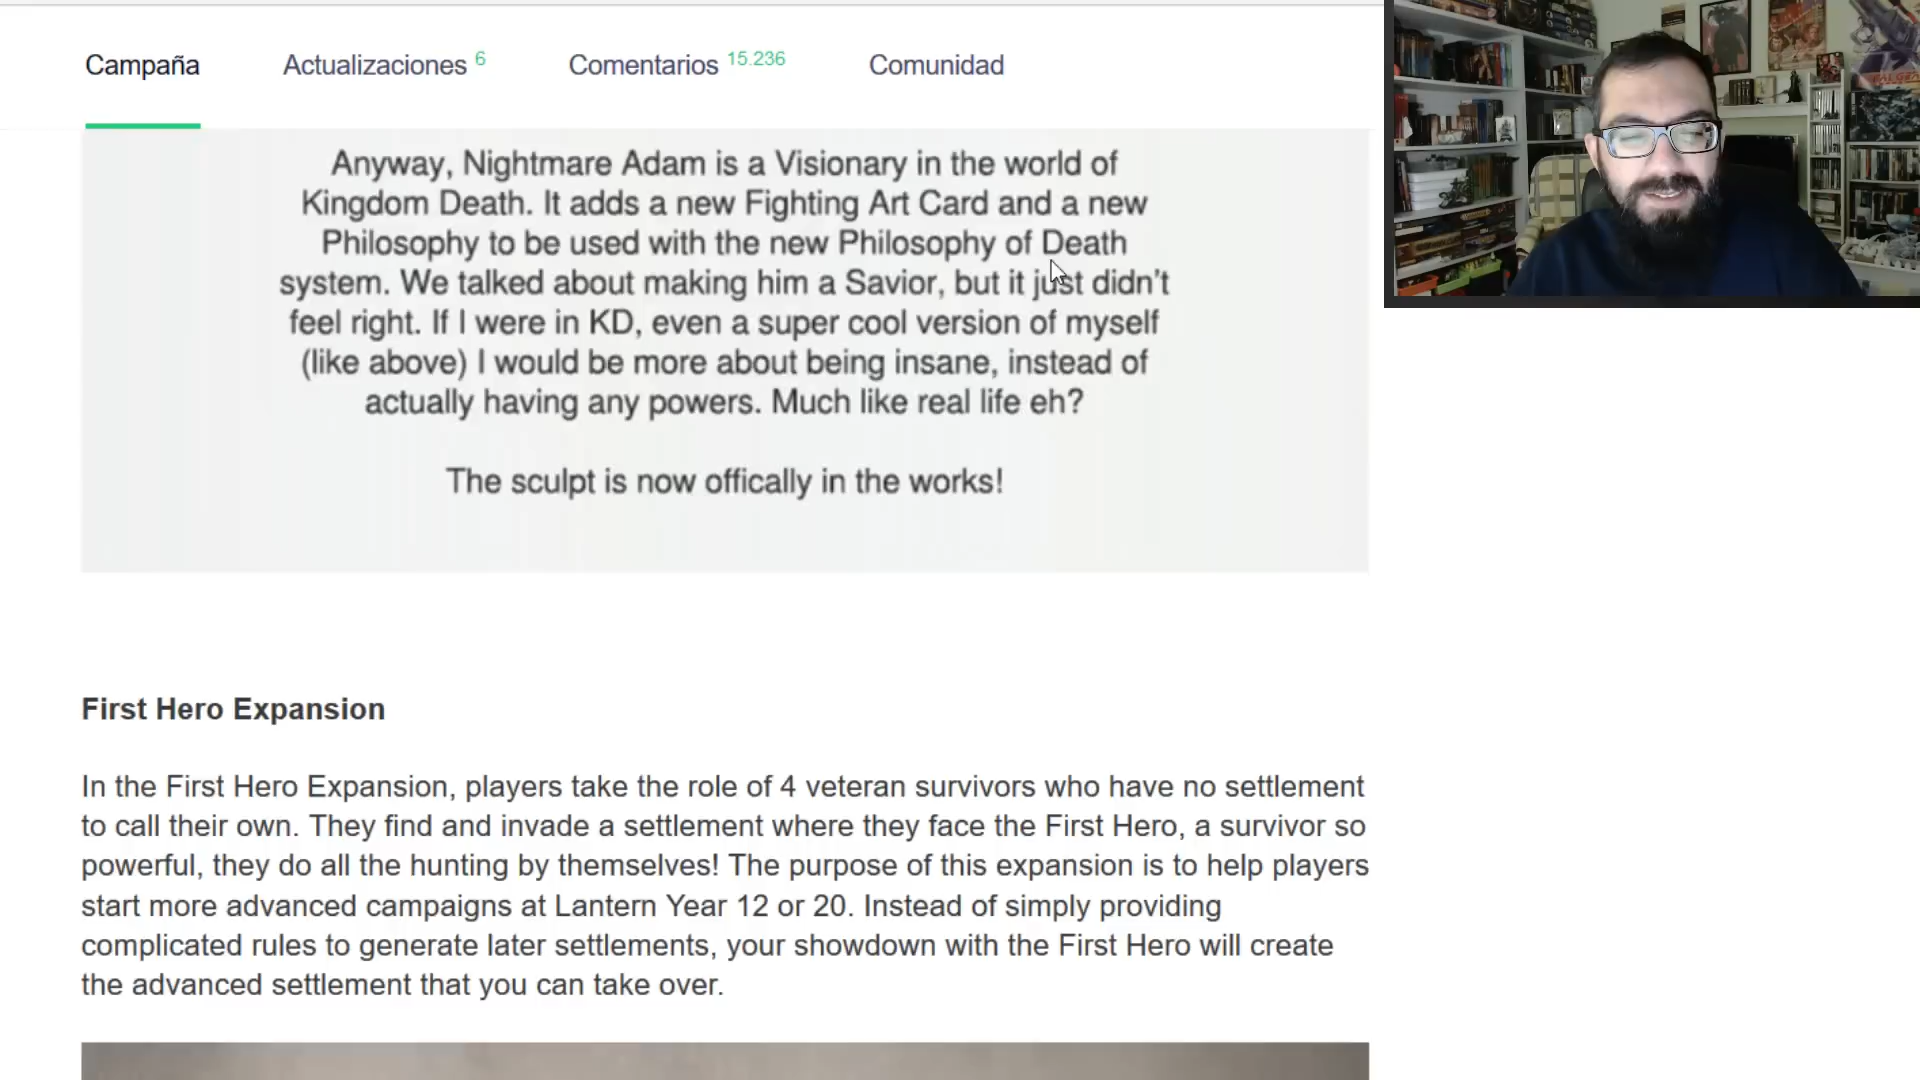 Campaña Actualizaciones 6 Comentarios 15.236 Comunidad
Anyway, Nightmare Adam is a Visionary in the world of
Kingdom Death. It adds a new Fighting Art Card and a new
Philosophy to be used with the new Philosophy of Death
system. We talked about making him a Savior, but it just didn't
feel right. If I were in KD, even a super cool version of myself
(like above) I would be more about being insane, instead of
actually having any powers. Much like real life eh?
The sculpt is now offically in the works!
First Hero Expansion
In the First Hero Expansion, players take the role of 4 veteran survivors who have no settlement
to call their own. They find and invade a settlement where they face the First Hero, a survivor so
powerful, they do all the hunting by themselves! The purpose of this expansion is to help players
start more advanced campaigns at Lantern Year 12 or 20. Instead of simply providing
complicated rules to generate later settlements, your showdown with the First Hero will create
the advanced settlement that you can take over.